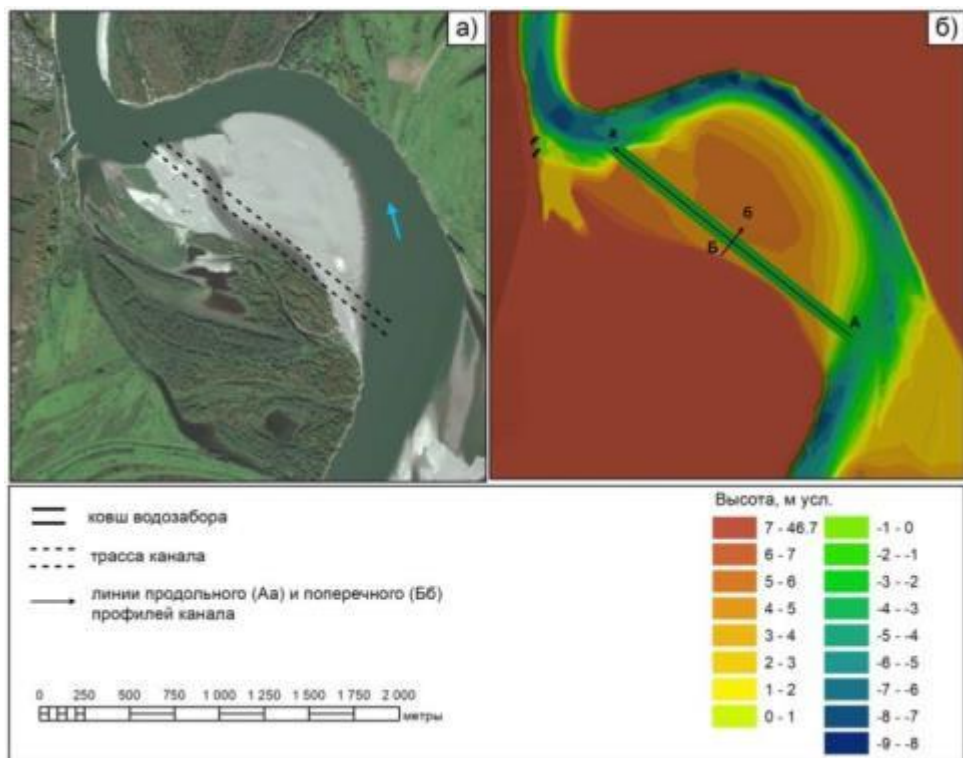 а)
б)
а
б
Б
А
ковш водозабора
трасса канала
линии продольного (Аа) и поперечного (Бб)
профилей канала
0 250 500 750 1 000 1 250 1 500 1 750 2 000
метры
Высота, м усл.
7 - 46.7
6 - 7
5 - 6
4 - 5
3 - 4
2 - 3
1 - 2
0 - 1
-1 - 0
-2 - -1
-3 - -2
-4 - -3
-5 - -4
-6 - -5
-7 - -6
-8 - -7
-9 - -8